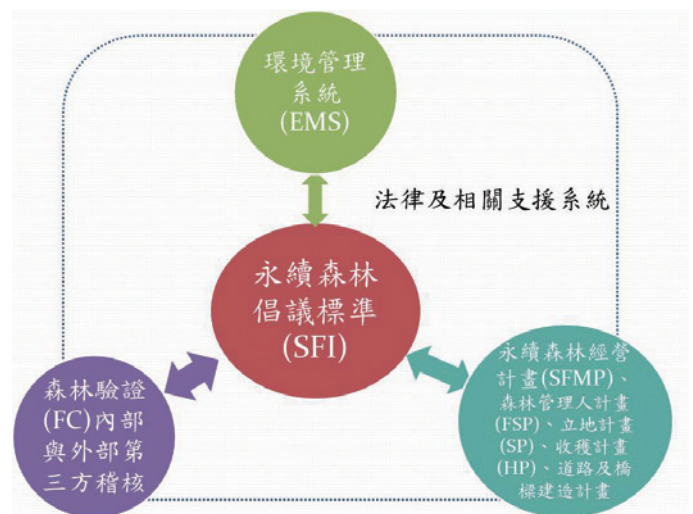 環境管理
系統
(EMS)
法律及相關支援系統
永續森林
倡議標準
(SFI)
森林驗證
(FC)內部
與外部第
三方稽核
永續森林經營
計畫(SFMP)、
森林管理人計畫
(FSP)、立地計畫
(SP)、收穫計畫
(HP)、道路及橋
樑建造計畫